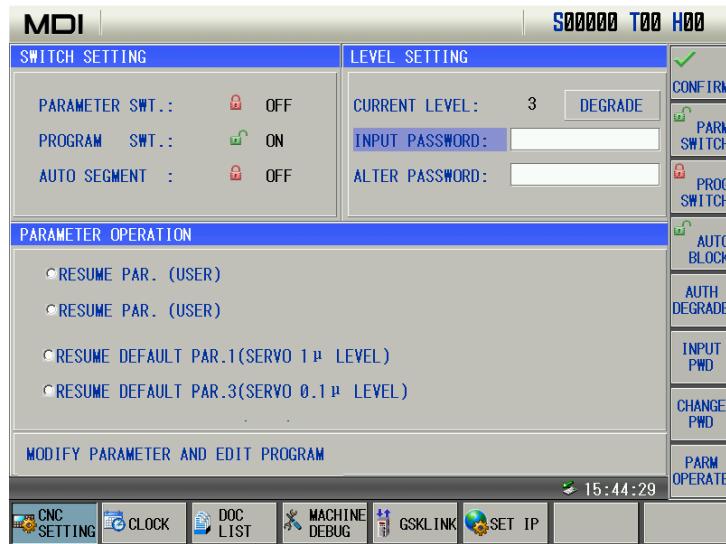 MDI
S00000 T00 H00
SWITCH SETTING
LEVEL SETTING
PARAMETER SWT.: OFF
PROGRAM SWT.: ON
AUTO SEGMENT : OFF
CURRENT LEVEL: 3 DEGRADE
INPUT PASSWORD:
ALTER PASSWORD:
PARAMETER OPERATION
RESUME PAR. (USER)
RESUME PAR. (USER)
RESUME DEFAULT PAR.1(SERVO 1μ LEVEL)
RESUME DEFAULT PAR.3(SERVO 0.1μ LEVEL)
MODIFY PARAMETER AND EDIT PROGRAM
15:44:29
CONFIRM
PARM
SWITCH
PROG
SWITCH
AUTO
BLOCK
AUTH
DEGRADE
INPUT
PWD
CHANGE
PWD
PARM
OPERATE
CNC
SETTING
CLOCK
DOC
LIST
MACHINE
DEBUG
GSKLINK
SET IP